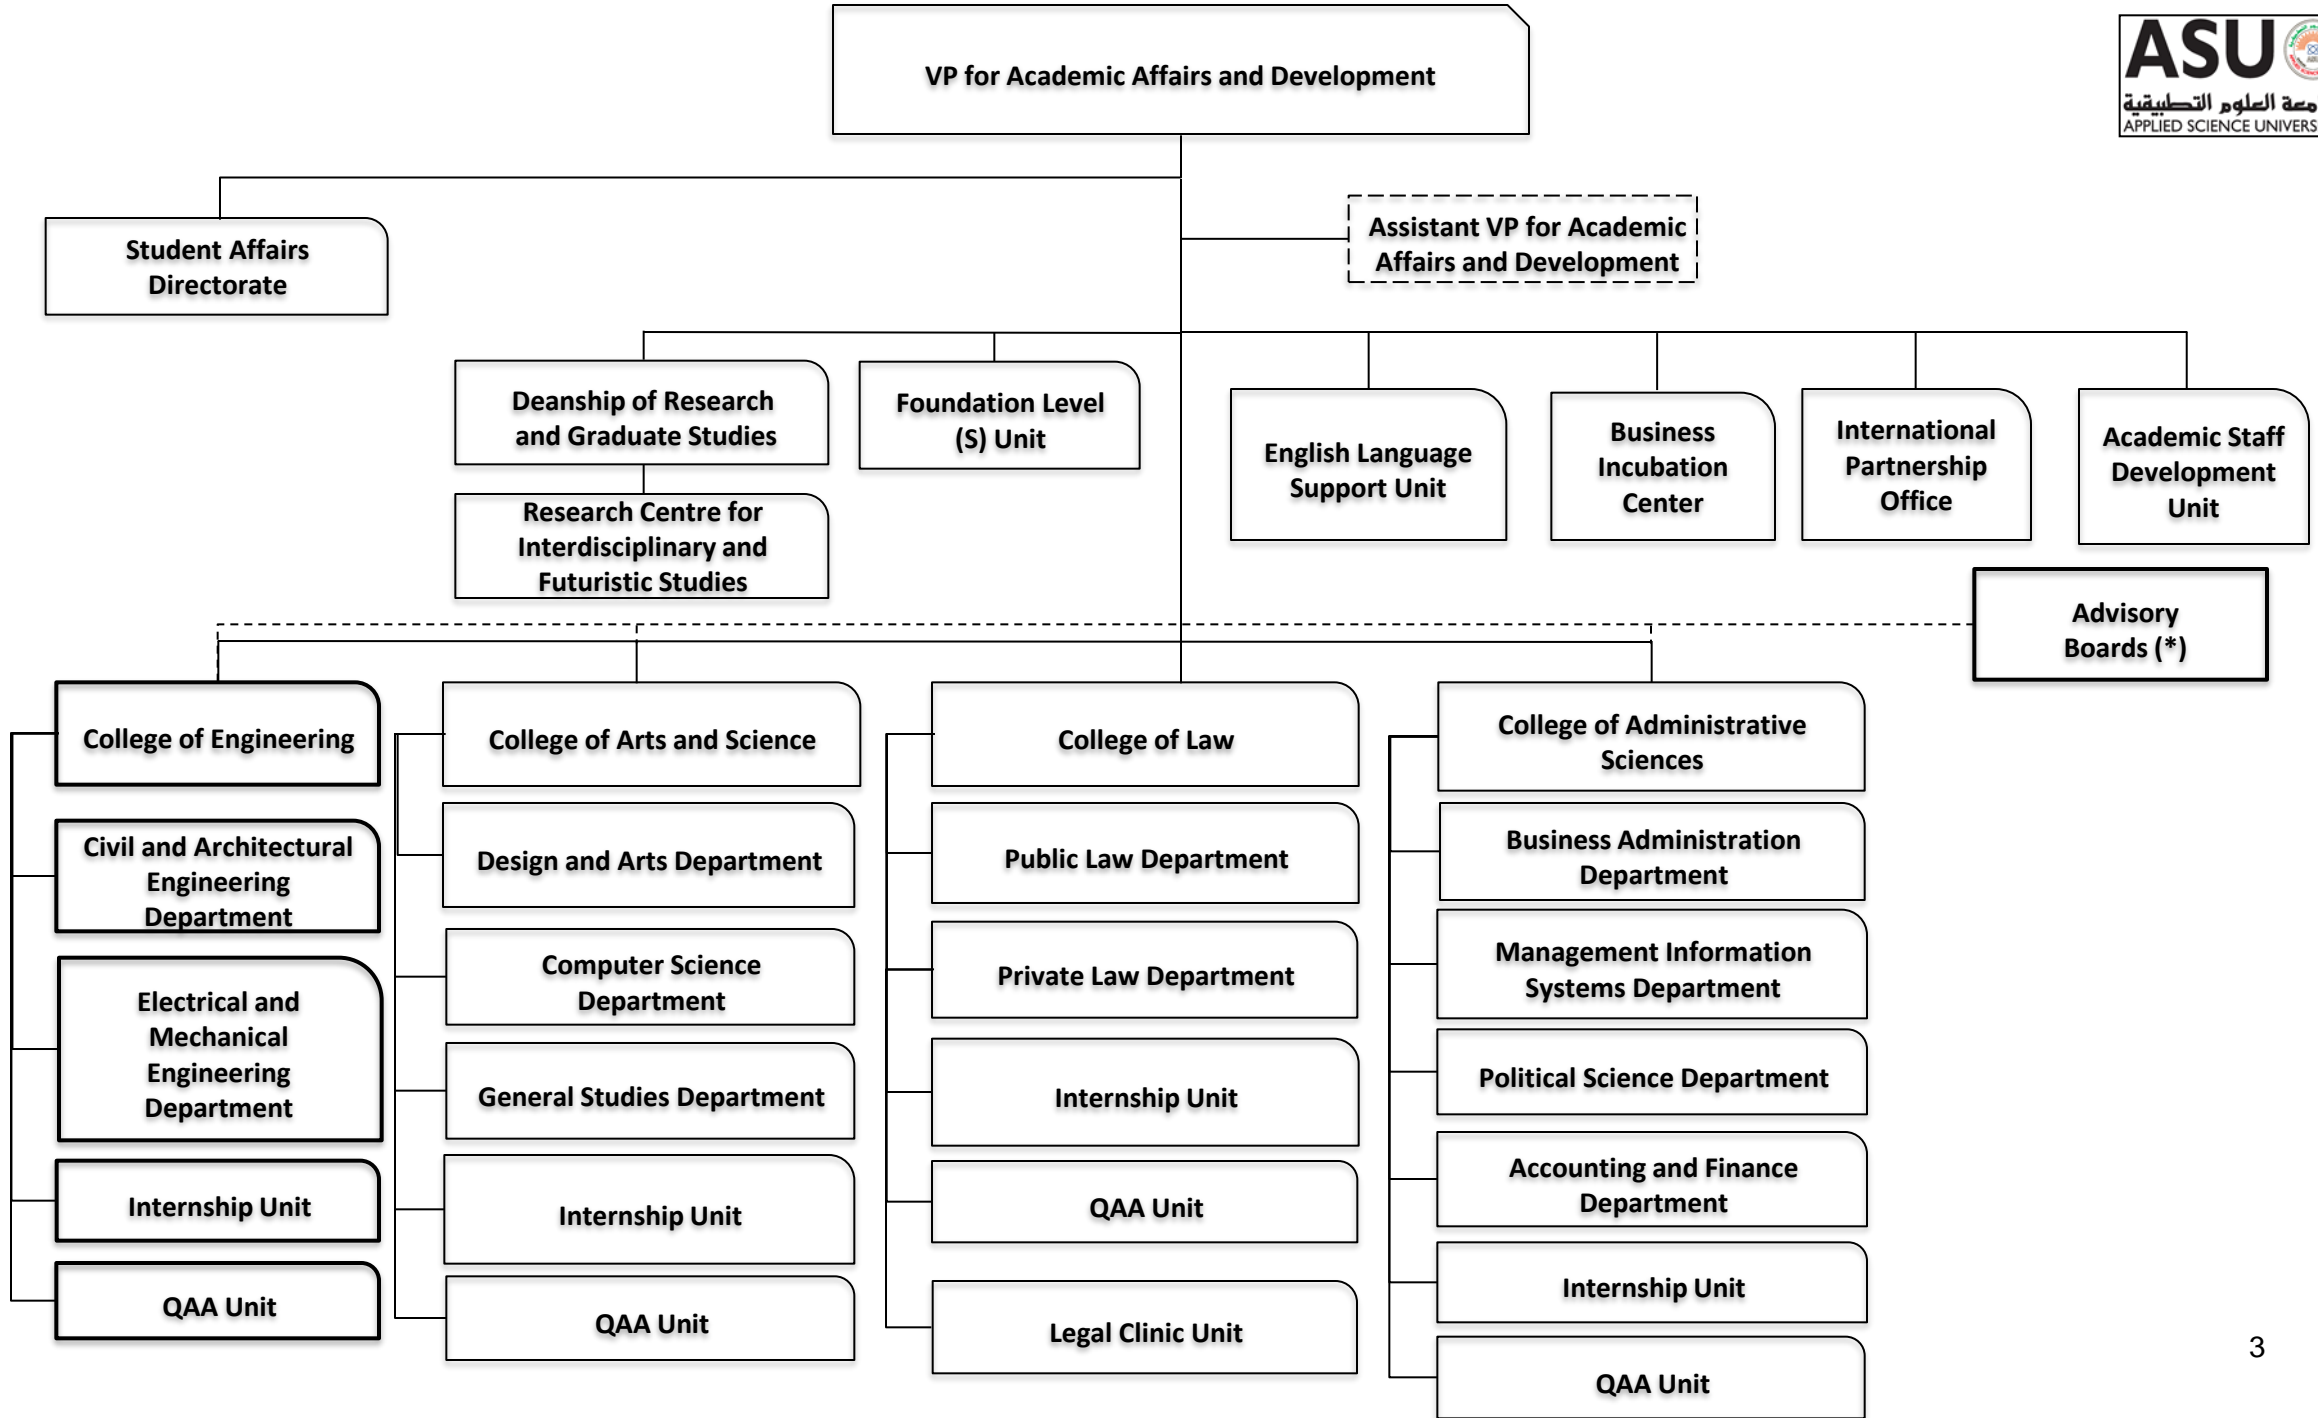 VP for Academic Affairs and Development
ASU
معة العلوم التطبيقية
APPLIED SCIENCE UNIVERS
Student Affairs
Directorate
Assistant VP for Academic
Affairs and Development
Deanship of Research
and Graduate Studies
Foundation Level
(S) Unit
English Language
Support Unit
Business
Incubation
Center
International
Partnership
Office
Academic Staff
Development
Unit
Research Centre for
Interdisciplinary and
Futuristic Studies
Advisory
Boards (*)
College of Engineering
Civil and Architectural
Engineering
Department
Electrical and
Mechanical
Engineering
Department
Internship Unit
QAA Unit
College of Arts and Science
Design and Arts Department
Computer Science
Department
General Studies Department
Internship Unit
QAA Unit
College of Law
Public Law Department
Private Law Department
Internship Unit
QAA Unit
Legal Clinic Unit
College of Administrative
Sciences
Business Administration
Department
Management Information
Systems Department
Political Science Department
Accounting and Finance
Department
Internship Unit
QAA Unit
3